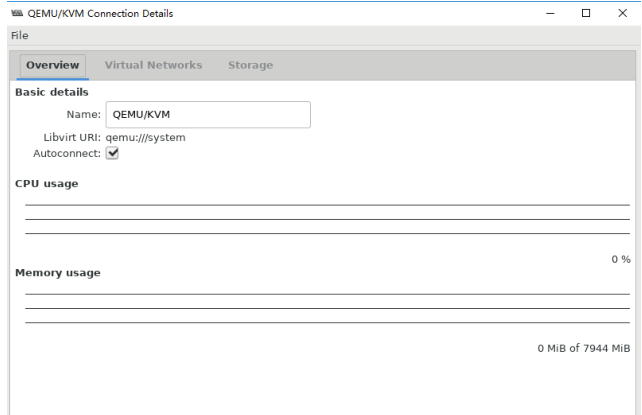 QEMU/KVM Connection Details
File
Overview Virtual Networks Storage
Basic details
Name: QEMU/KVM
Libvirt URI: qemu:///system
Autoconnect:
CPU usage
0 %
Memory usage
0 MiB of 7944 MiB